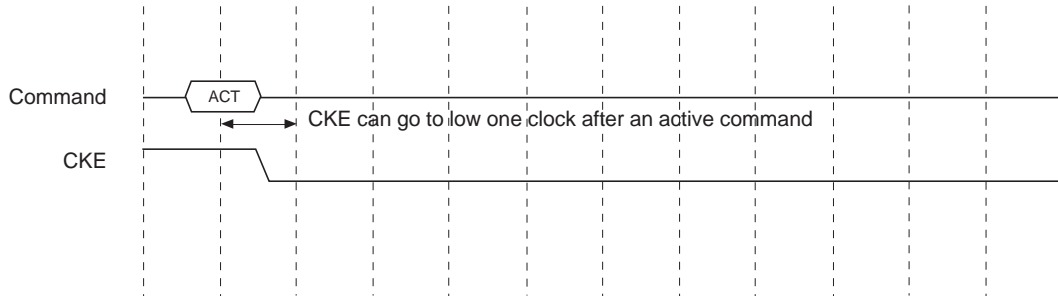 Command
ACT
CKE can go to low one clock after an active command
CKE